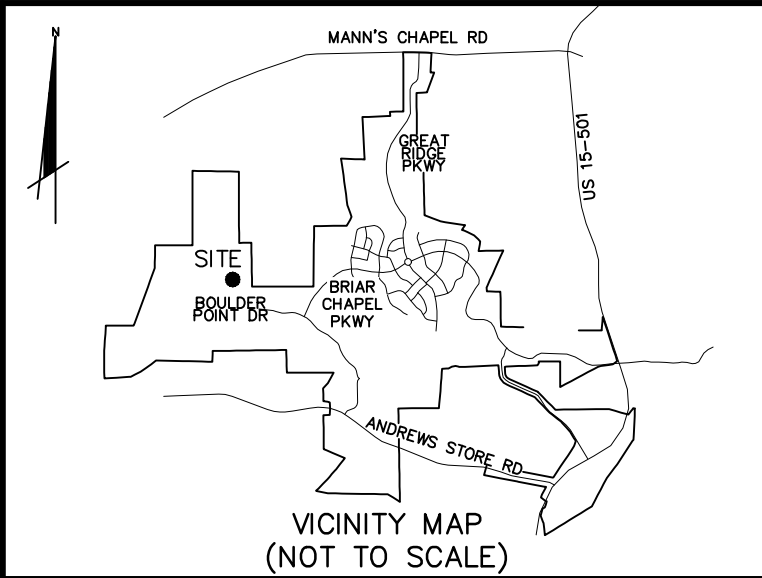 N
MANN'S CHAPEL RD
US 15-501
GREAT
RIDGE
PKWY
SITE
BOULDER
POINT DR
BRIAR
CHAPEL
PKWY
ANDREWS STORE RD
VICINITY MAP
(NOT TO SCALE)